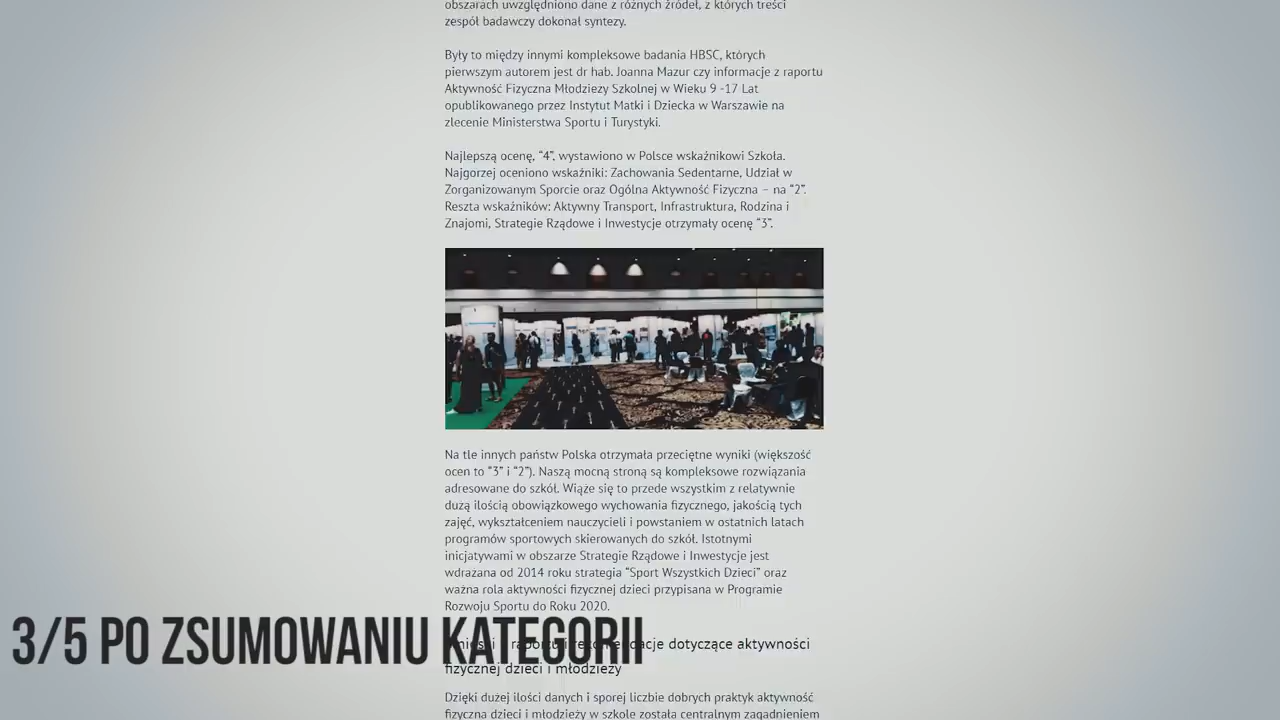 obszarach uwzględniono dane z różnych źródeł, z których treści
zespół badawczy dokonał syntezy.
Były to między innymi kompleksowe badania HBSC, których
pierwszym autorem jest dr hab. Joanna Mazur czy informacje z raportu
Aktywność Fizyczna Młodzieży Szkolnej w Wieku 9 -17 Lat
opublikowanego przez Instytut Matki i Dziecka w Warszawie na
zlecenie Ministerstwa Sportu i Turystyki.
Najlepszą ocenę, “4”, wystawiono w Polsce wskaźnikowi Szkoła.
Najgorzej oceniono wskaźniki: Zachowania Sedentarne, Udział w
Zorganizowanym Sporcie oraz Ogólna Aktywność Fizyczna – na “2”.
Reszta wskaźników: Aktywny Transport, Infrastruktura, Rodzina i
Znajomi, Strategie Rządowe i Inwestycje otrzymały ocenę “3”.
Na tle innych państw Polska otrzymała przeciętne wyniki (większość
ocen to “3” i “2”). Naszą mocną stroną są kompleksowe rozwiązania
adresowane do szkół. Wiąże się to przede wszystkim z relatywnie
dużą ilością obowiązkowego wychowania fizycznego, jakością tych
zajęć, wykształceniem nauczycieli i powstaniem w ostatnich latach
programów sportowych skierowanych do szkół. Istotnymi
inicjatywami w obszarze Strategie Rządowe i Inwestycje jest
wdrażana od 2014 roku strategia “Sport Wszystkich Dzieci” oraz
ważna rola aktywności fizycznej dzieci przypisana w Programie
Rozwoju Sportu do Roku 2020.
3/5 PO ZSUMOWANIU KATEGORII
dotyczące aktywności
fizycznej dzieci i młodzieży
Dzięki dużej ilości danych i sporej liczbie dobrych praktyk aktywność
fizyczna dzieci i młodzieży w szkole została centralnym zagadnieniem